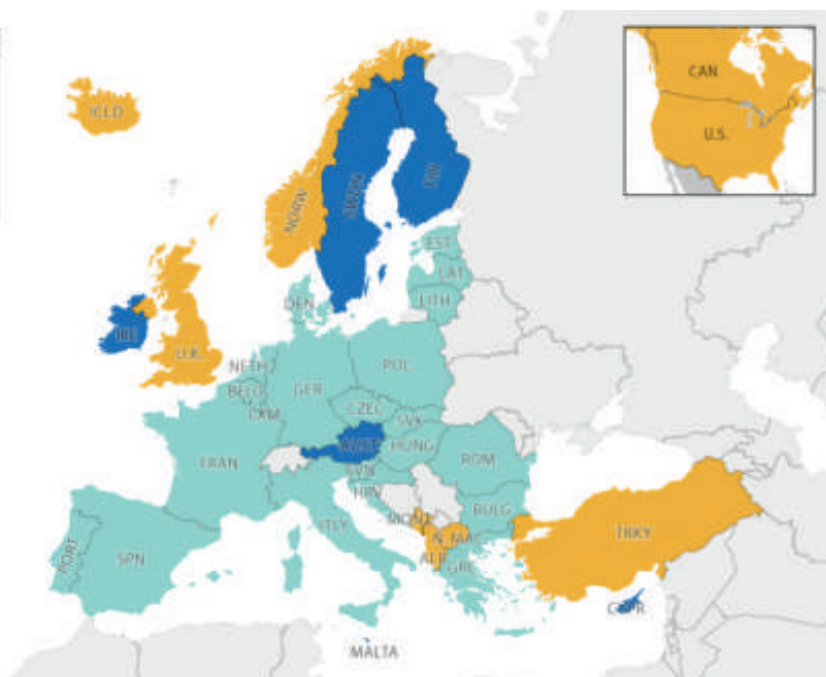 CAN.
U.S.
ICLD
NORW
SWDN
FIN
EST
LAT
LITH
DEN
IRE
U.K.
NETH
BELG
LXM
GER
POL
CZEC
SVK
AUST
HUNG
FRAN
SVN
HRV
ROM
ITLY
MONT
BULG
N. MAC
ALB
GRC
TRKY
PORT
SPN
CYPR
MALTA